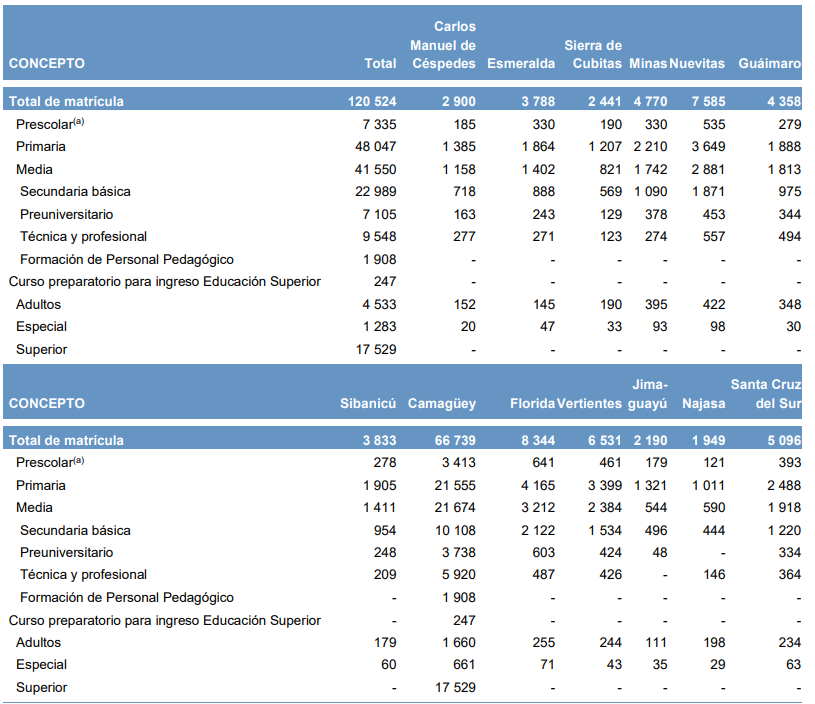 Carlos
Manuel de Sierra de
CONCEPTO Total Céspedes Esmeralda Cubitas Minas Nuevitas Guáimaro
Total de matrícula 120 524 2 900 3 788 2 441 4 770 7 585 4 358
Prescolar(a) 7 335 185 330 190 330 535 279
Primaria 48 047 1 385 1 864 1 207 2 210 3 649 1 888
Media 41 550 1 158 1 402 821 1 742 2 881 1 813
Secundaria básica 22 989 718 888 569 1 090 1 871 975
Preuniversitario 7 105 163 243 129 378 453 344
Técnica y profesional 9 548 277 271 123 274 557 494
Formación de Personal Pedagógico 1 908 - - - - - -
Curso preparatorio para ingreso Educación Superior 247 - - - - - -
Adultos 4 533 152 145 190 395 422 348
Especial 1 283 20 47 33 93 98 30
Superior 17 529 - - - - - -
Jima- Santa Cruz
CONCEPTO Sibanicú Camagüey Florida Vertientes guayú Najasa del Sur
Total de matrícula 3 833 66 739 8 344 6 531 2 190 1 949 5 096
Prescolar(a) 278 3 413 641 461 179 121 393
Primaria 1 905 21 555 4 165 3 399 1 321 1 011 2 488
Media 1 411 21 674 3 212 2 384 544 590 1 918
Secundaria básica 954 10 108 2 122 1 534 496 444 1 220
Preuniversitario 248 3 738 603 424 48 - 334
Técnica y profesional 209 5 920 487 426 - 146 364
Formación de Personal Pedagógico - 1 908 - - - - -
Curso preparatorio para ingreso Educación Superior - 247 - - - - -
Adultos 179 1 660 255 244 111 198 234
Especial 60 661 71 43 35 29 63
Superior - 17 529 - - - - -